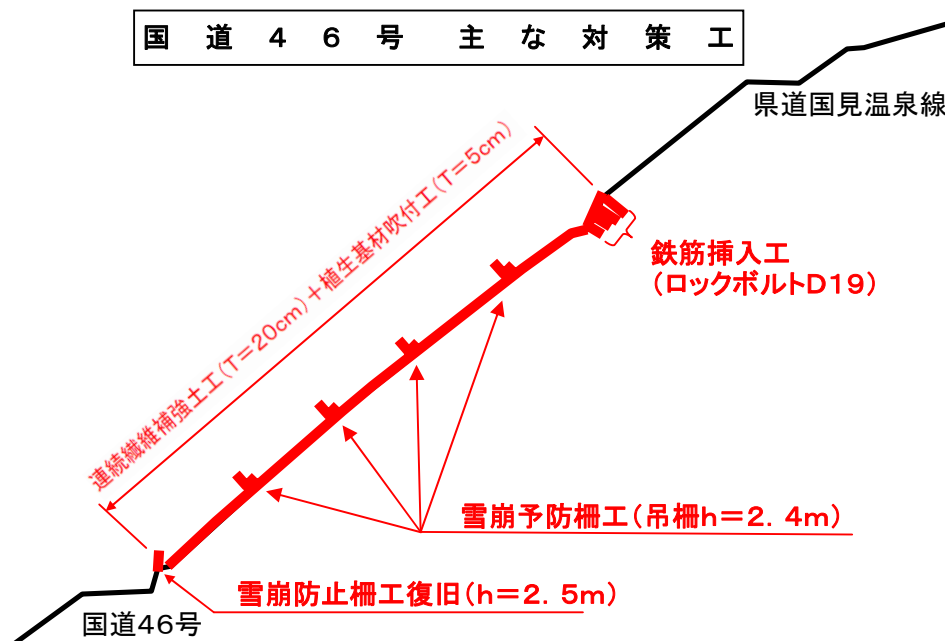 国道46号 主な対策工
県道国見温泉線
連続繊維補強土工(T=20cm)+植生基材吹付工(T=5cm)
鉄筋挿入工
(ロックボルトD19)
雪崩予防柵工(吊柵h=2.4m)
雪崩防止柵工復旧(h=2.5m)
国道46号